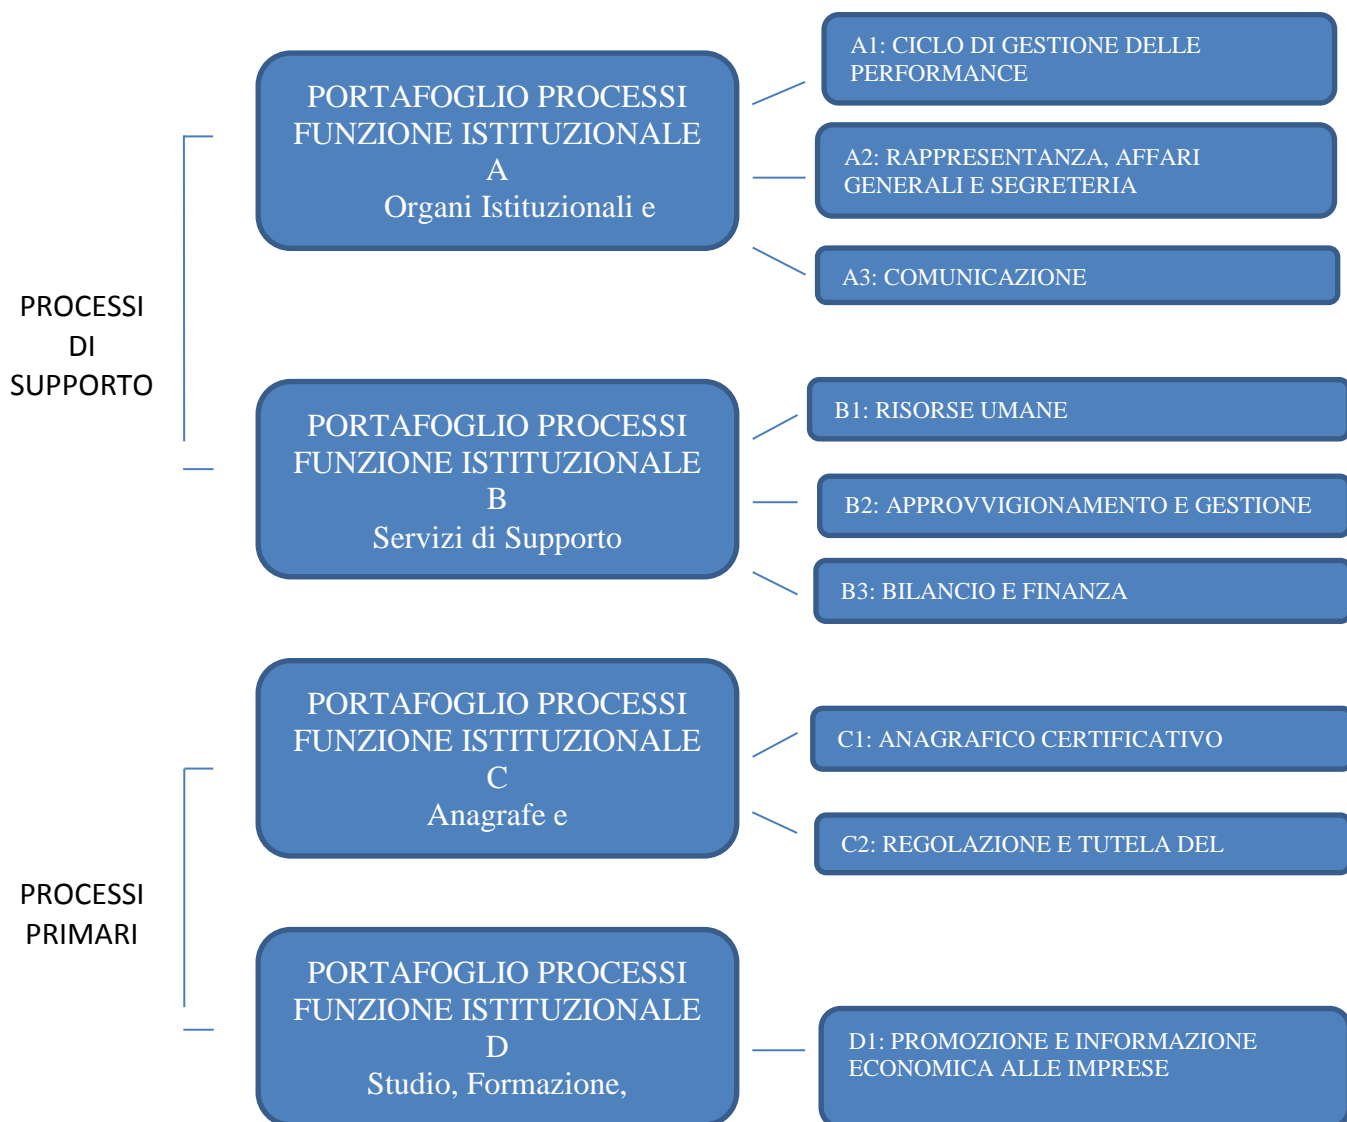 PROCESSI
DI
SUPPORTO
PORTAFOGLIO PROCESSI
FUNZIONE ISTITUZIONALE
A
Organi Istituzionali e
A1: CICLO DI GESTIONE DELLE
PERFORMANCE
A2: RAPPRESENTANZA, AFFARI
GENERALI E SEGRETERIA
A3: COMUNICAZIONE
PORTAFOGLIO PROCESSI
FUNZIONE ISTITUZIONALE
B
Servizi di Supporto
B1: RISORSE UMANE
B2: APPROVVIGIONAMENTO E GESTIONE
B3: BILANCIO E FINANZA
PROCESSI
PRIMARI
PORTAFOGLIO PROCESSI
FUNZIONE ISTITUZIONALE
C
Anagrafe e
C1: ANAGRAFICO CERTIFICATIVO
C2: REGOLAZIONE E TUTELA DEL
PORTAFOGLIO PROCESSI
FUNZIONE ISTITUZIONALE
D
Studio, Formazione,
D1: PROMOZIONE E INFORMAZIONE
ECONOMICA ALLE IMPRESE